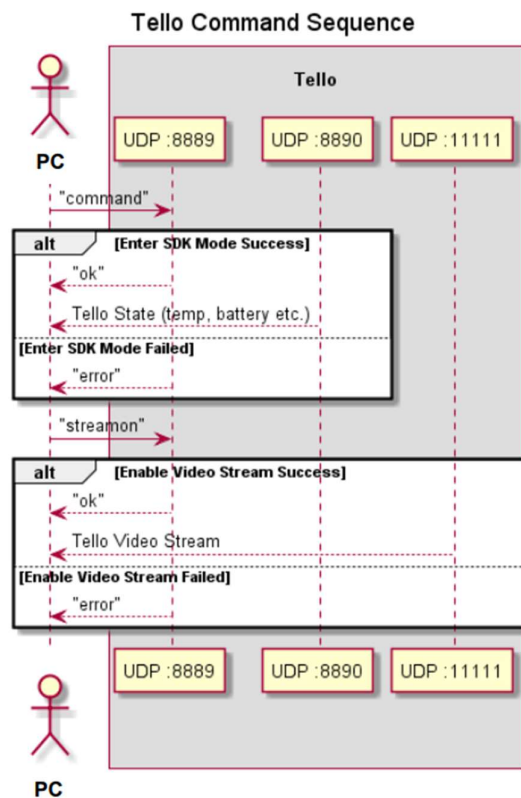 Tello Command Sequence
Tello
UDP :8889 UDP :8890 UDP :11111
PC
"command"
alt [Enter SDK Mode Success]
"ok"
Tello State (temp, battery etc.)
[Enter SDK Mode Failed]
"error"
"streamon"
alt [Enable Video Stream Success]
"ok"
Tello Video Stream
[Enable Video Stream Failed]
"error"
UDP :8889 UDP :8890 UDP :11111
PC